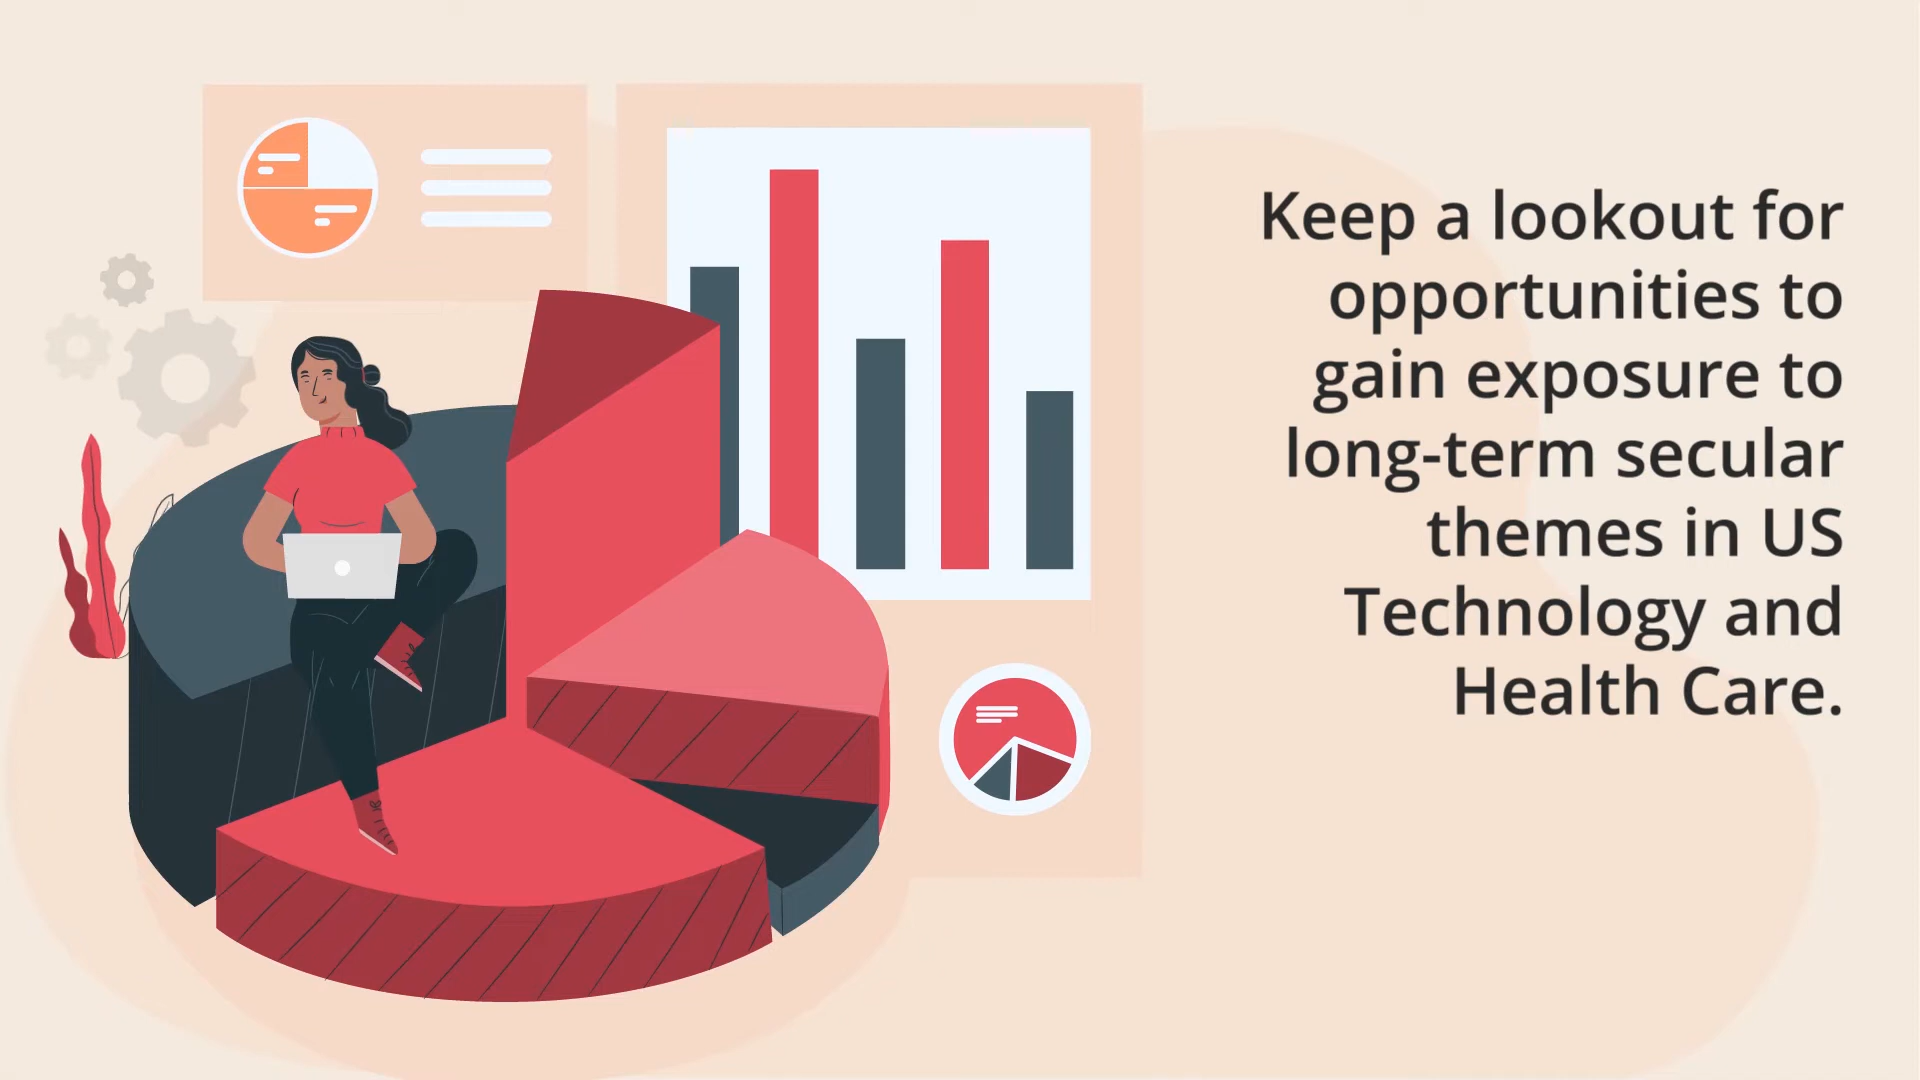 Keep a lookout for
opportunities to
gain exposure to
long-term secular
themes in US
Technology and
Health Care.